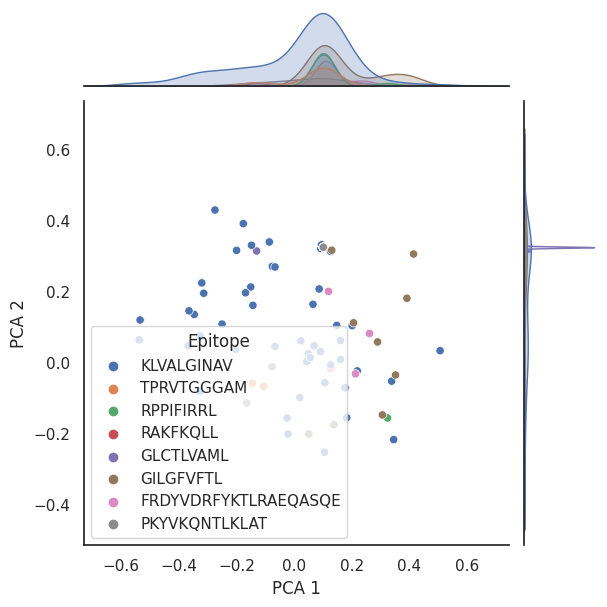 0.6
0.4
0.2
0.0
−0.2
−0.4
PCA 2
Epitope
KLVALGINAV
TPRVTGGGAM
RPPIFIRRL
RAKFKQLL
GLCTLVAML
GILGFVFTL
FRDYVDRFYKTLRAEQASQE
PKYVKQNTLKLAT
−0.6 −0.4 −0.2 0.0 0.2 0.4 0.6
PCA 1